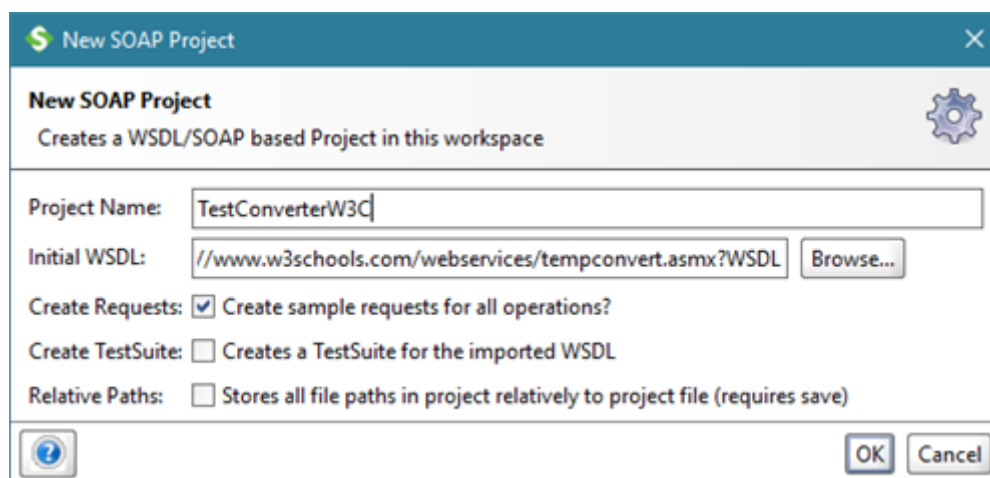 New SOAP Project
New SOAP Project
Creates a WSDL/SOAP based Project in this workspace
Project Name: TestConverterW3C
Initial WSDL: //www.w3schools.com/webservices/tempconvert.asmx?WSDL Browse...
Create Requests: Create sample requests for all operations?
Create TestSuite: Creates a TestSuite for the imported WSDL
Relative Paths: Stores all file paths in project relatively to project file (requires save)
? OK Cancel